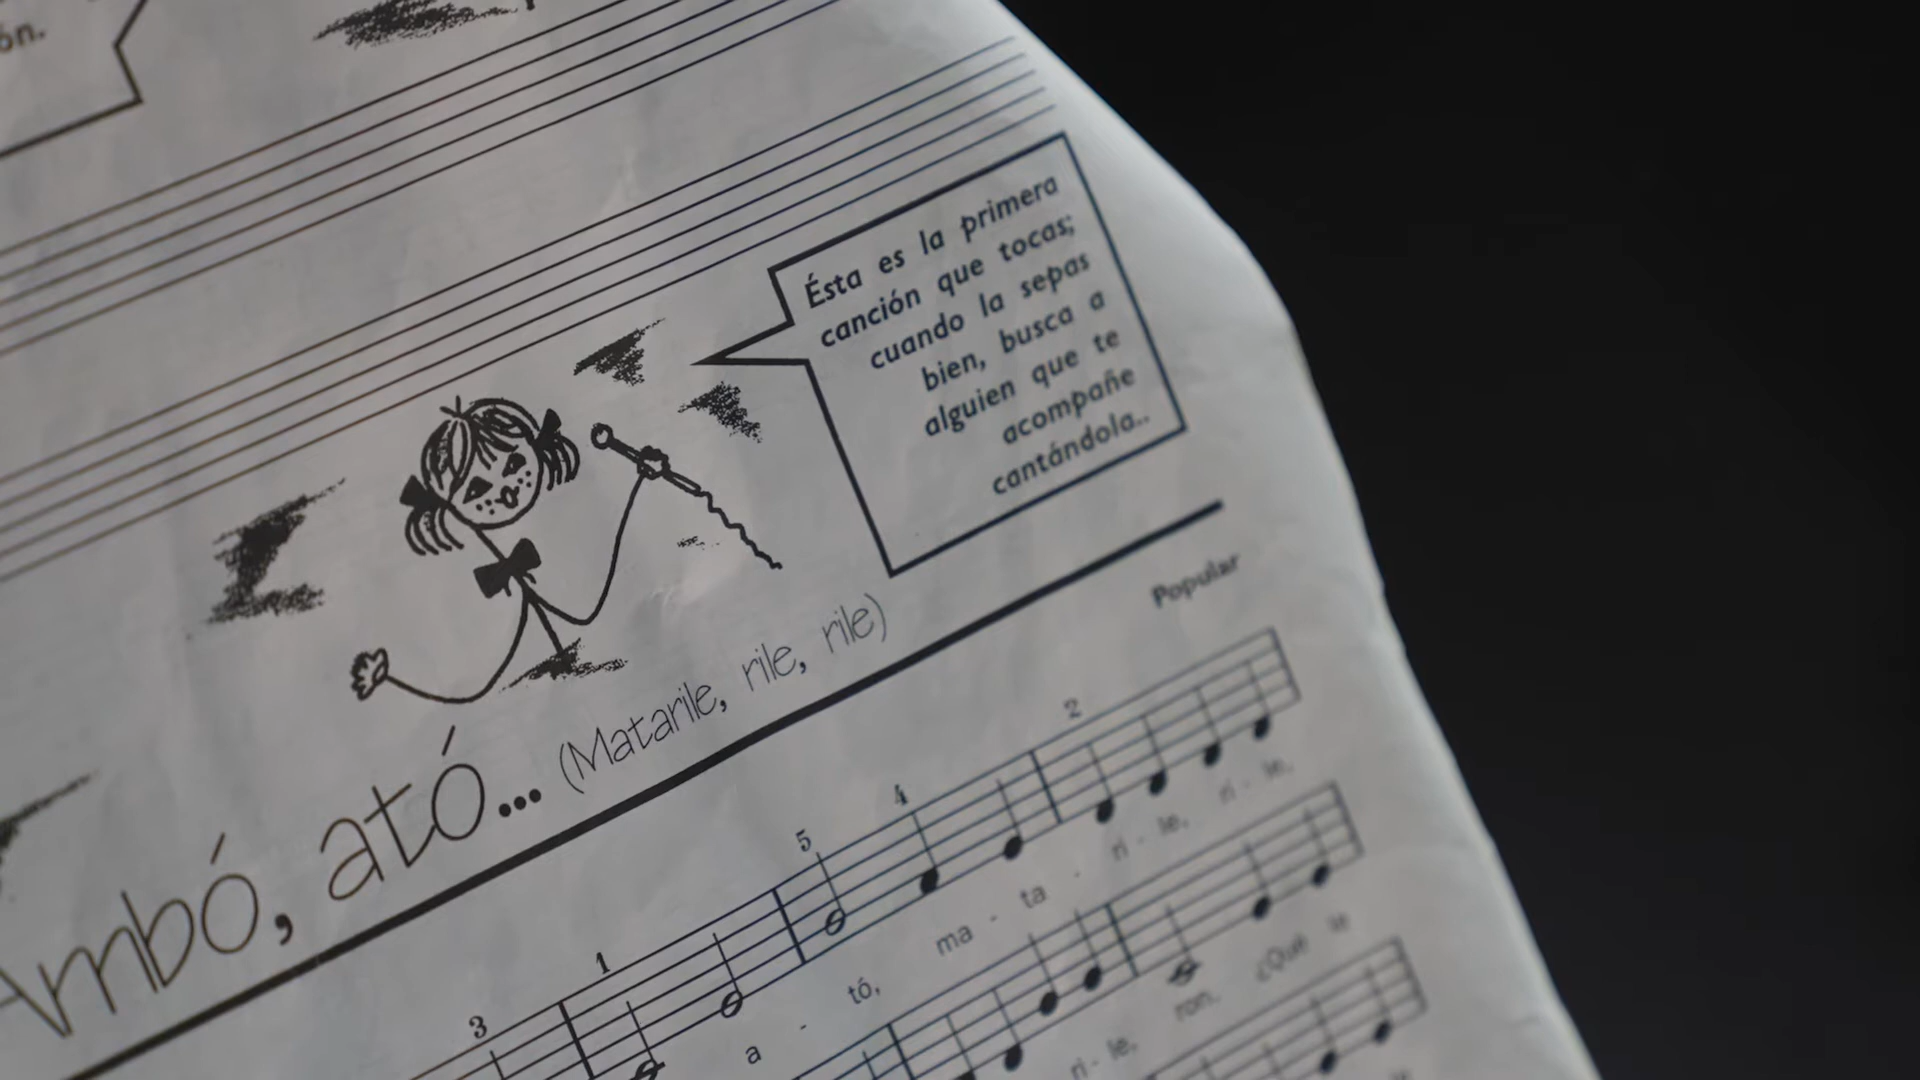 ón.
Ésta es la primera
canción que tocas;
cuando la sepas
bien, busca a
alguien que te
acompañe
cantándola..
Ambó, ató... (Matarile, rile, rile)
Popular
3 1 5 4 2
a - tó, ma - ta - ri - le, ri - le,
ri - le, ron. ¿Qué le